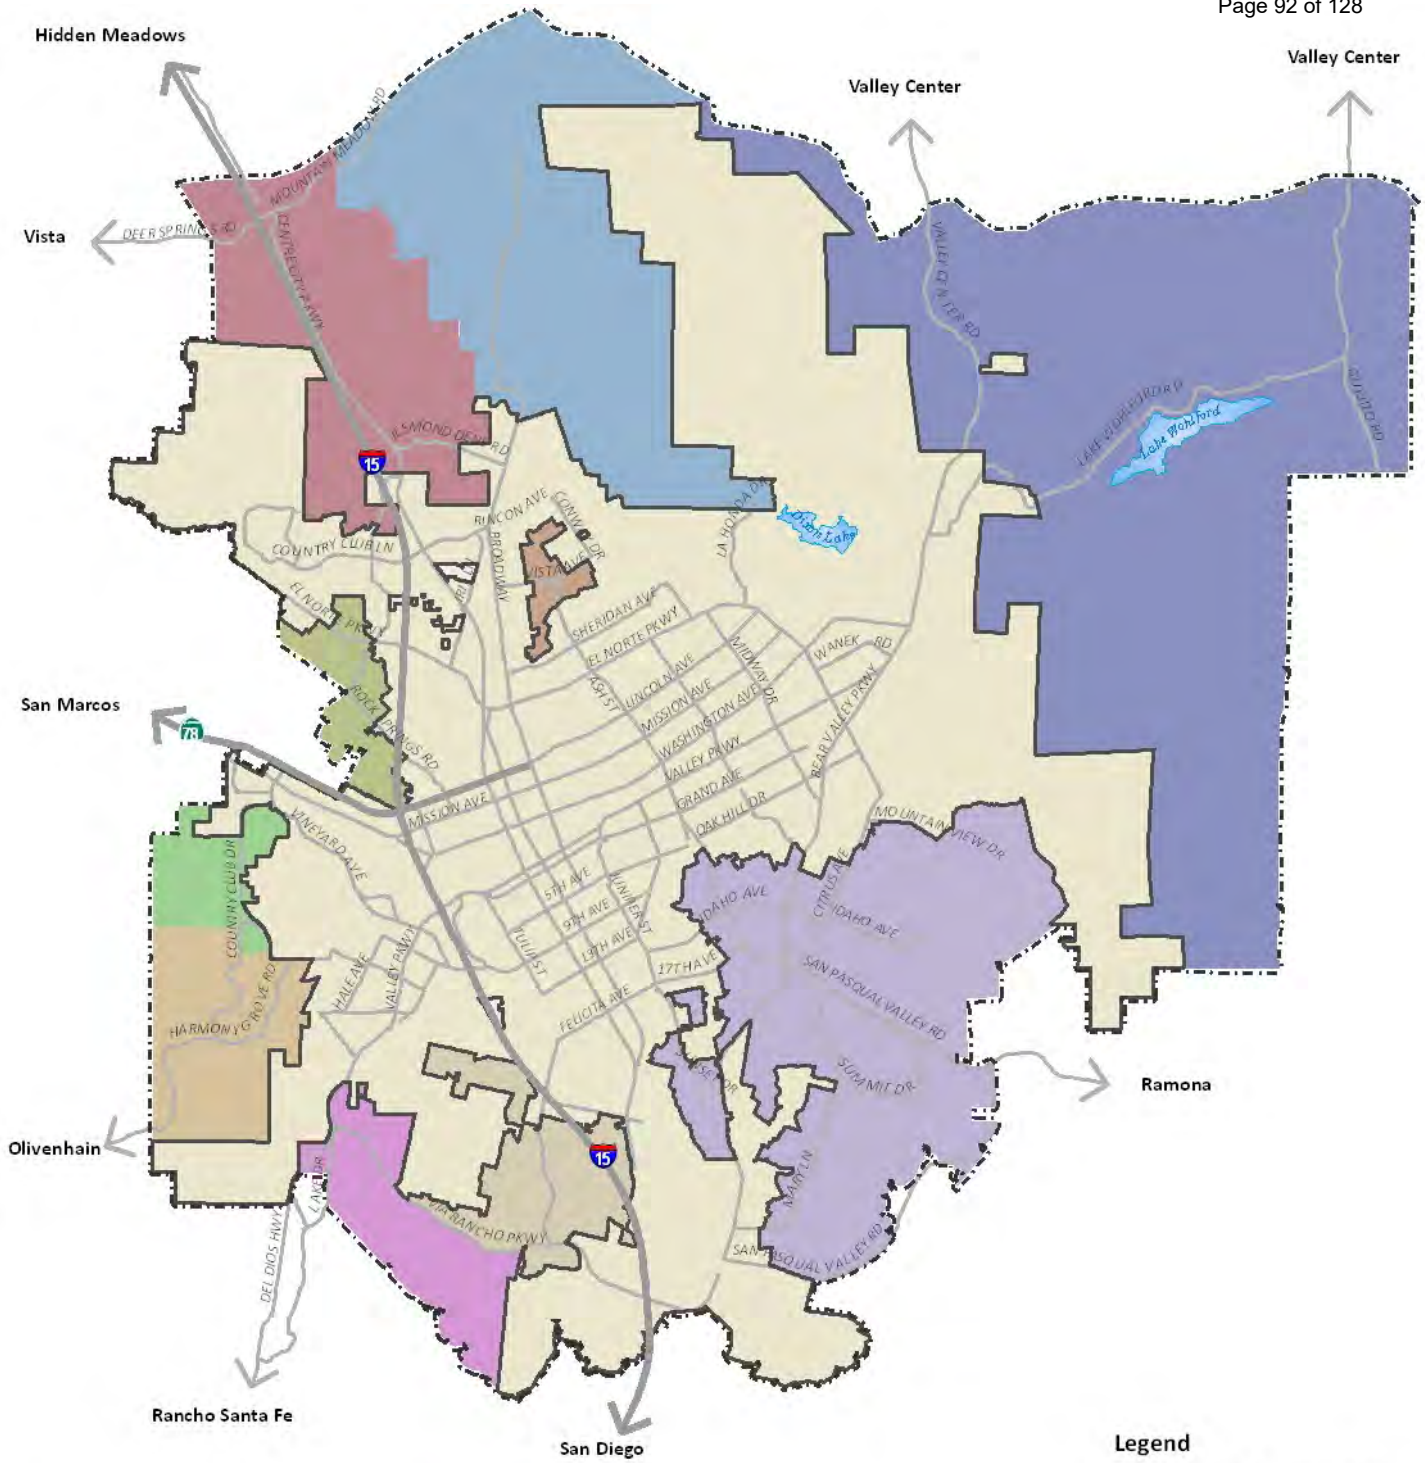 Page 92 of 128
Hidden Meadows
Valley Center
Valley Center
MOUNTAIN MEADOW RD
Vista
DEER SPRINGS RD
CENTRE CITY PKWY
VALLEY CENTER RD
LAKE WOHLFORD RD
Lake Wohlford
GUEJITO RD
15
RINCON AVE
CONWAY DR
LA HONDA DR
Dixon Lake
COUNTRY CLUB LN
BROADWAY
VISTA AVE
EL NORTE PKWY
SHERIDAN AVE
EL NORTE PKWY
MIDWAY DR
WANEK RD
ASH ST
LINCOLN AVE
MISSION AVE
WASHINGTON AVE
BEAR VALLEY PKWY
San Marcos
78
ROCK SPRINGS RD
VALLEY PKWY
GRAND AVE
OAK HILL DR
MISSION AVE
VINEYARD AVE
MOUNTAIN VIEW DR
COUNTRY CLUB DR
5TH AVE
JUNIPER ST
IDAHO AVE
CITRUS AVE
IDAHO AVE
9TH AVE
TULIP ST
13TH AVE
17TH AVE
HALE AVE
VALLEY PKWY
SAN PASQUAL VALLEY RD
HARMONY GROVE RD
FELICITA AVE
SUNSET DR
SUMMIT DR
Ramona
Olivenhain
15
LAKE DR
MARY LN
VIA RANCHO PKWY
SAN PASQUAL VALLEY RD
DEL DIOS HWY
Rancho Santa Fe
San Diego
Legend